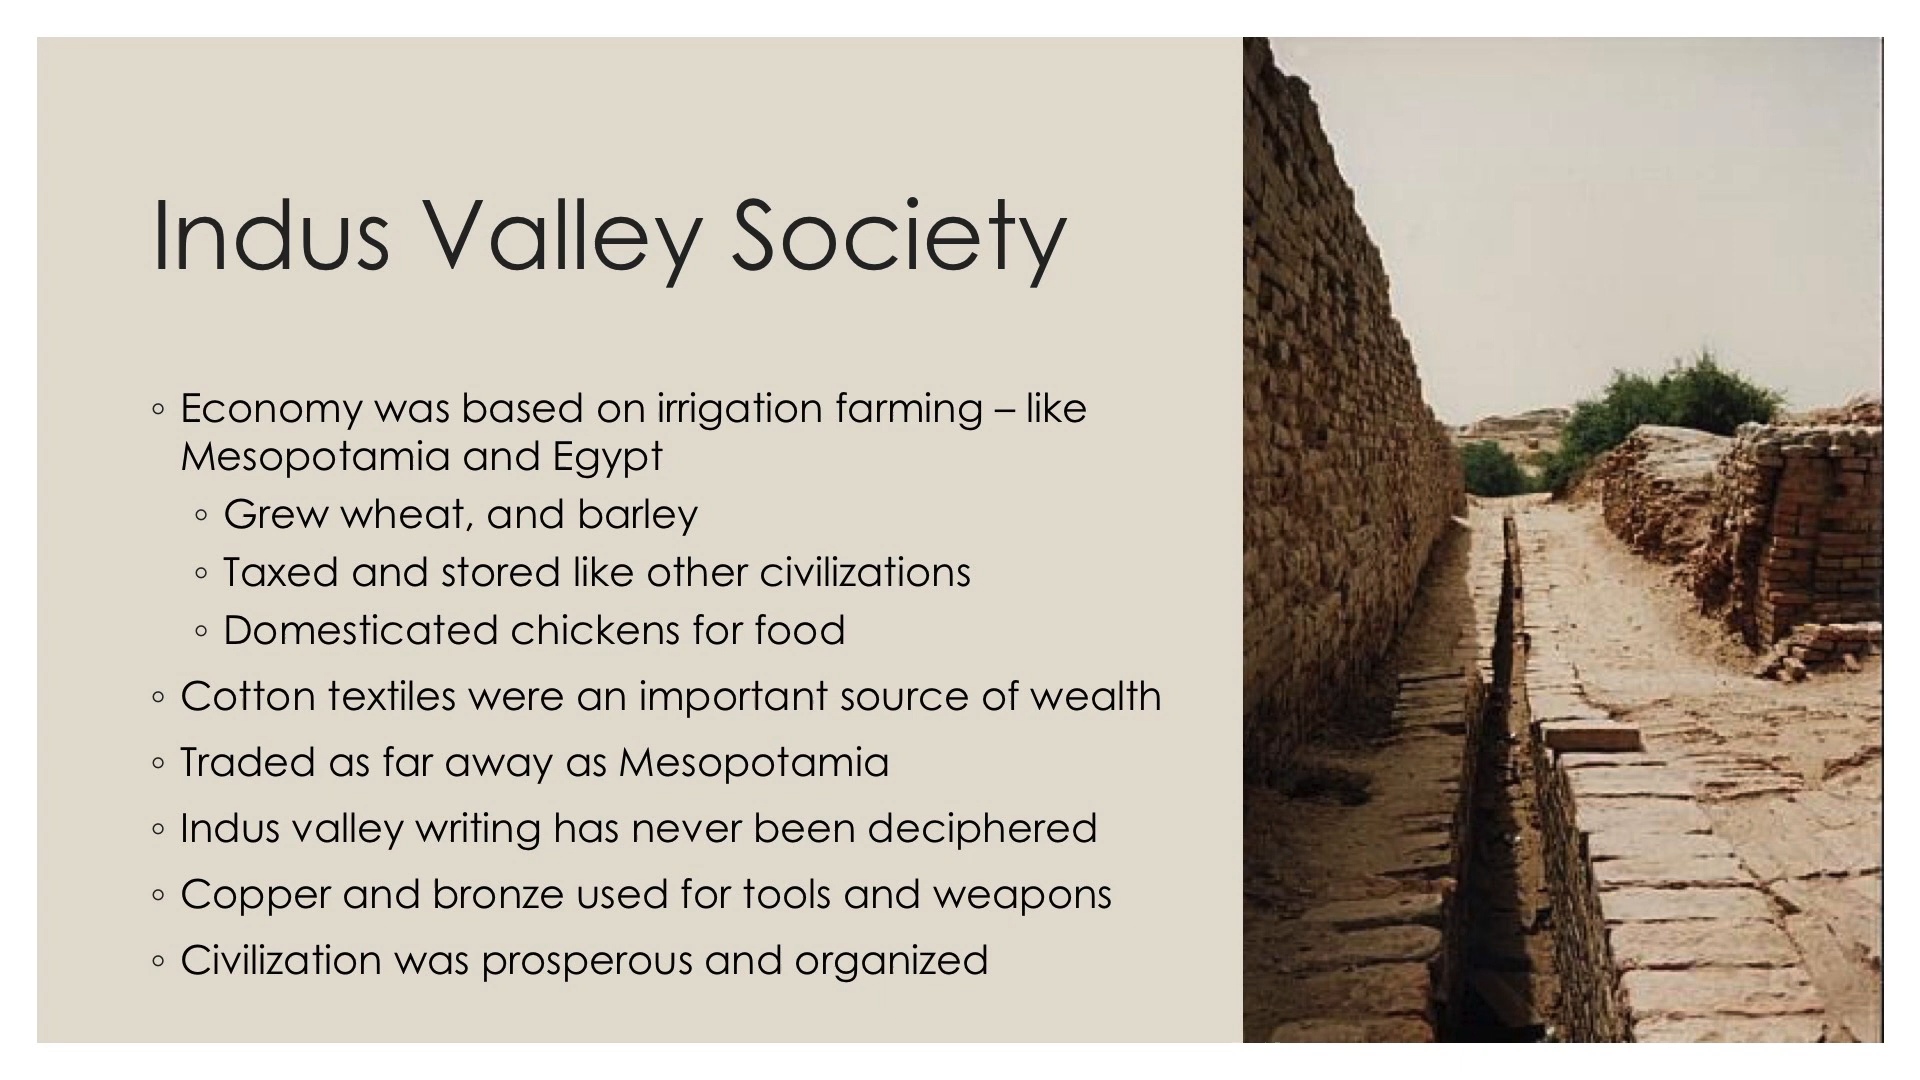 Indus Valley Society
◦ Economy was based on irrigation farming – like
Mesopotamia and Egypt
◦ Grew wheat, and barley
◦ Taxed and stored like other civilizations
◦ Domesticated chickens for food
◦ Cotton textiles were an important source of wealth
◦ Traded as far away as Mesopotamia
◦ Indus valley writing has never been deciphered
◦ Copper and bronze used for tools and weapons
◦ Civilization was prosperous and organized